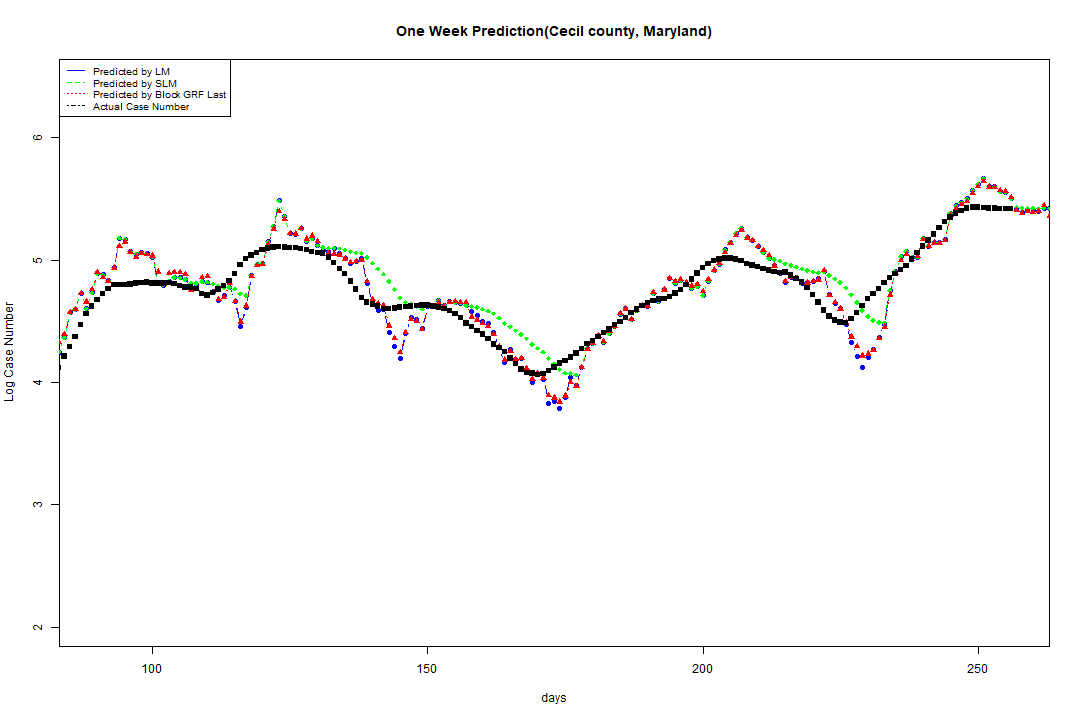 One Week Prediction(Cecil county, Maryland)
Predicted by LM
Predicted by SLM
Predicted by Block GRF Last
Actual Case Number
6
5
4
3
2
Log Case Number
100 150 200 250
days